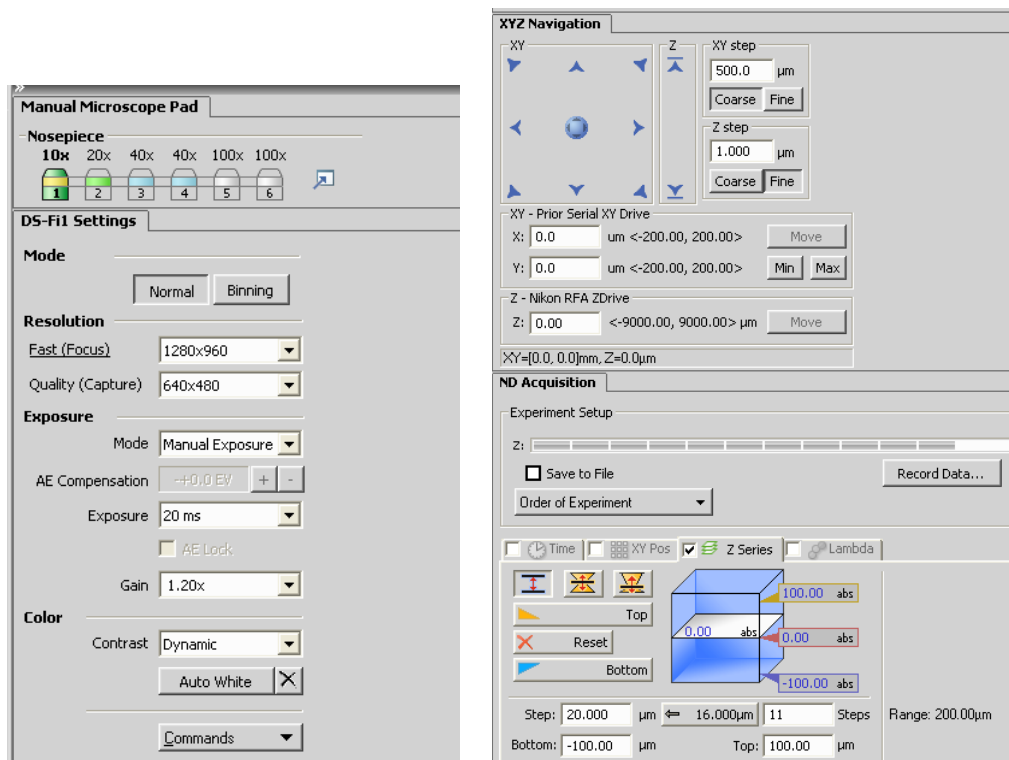 Manual Microscope Pad
Nosepiece
10x 20x 40x 40x 100x 100x
1 2 3 4 5 6
DS-Fi1 Settings
Mode
Normal Binning
Resolution
Fast (Focus) 1280x960
Quality (Capture) 640x480
Exposure
Mode Manual Exposure
AE Compensation -+0.0 EV + -
Exposure 20 ms
AE Lock
Gain 1.20x
Color
Contrast Dynamic
Auto White
Commands
XYZ Navigation
XY Z XY step
500.0 µm
Coarse Fine
Z step
1.000 µm
Coarse Fine
XY - Prior Serial XY Drive
X: 0.0 um <-200.00, 200.00> Move
Y: 0.0 um <-200.00, 200.00> Min Max
Z - Nikon RFA ZDrive
Z: 0.00 <-9000.00, 9000.00> µm Move
XY=[0.0, 0.0]mm, Z=0.0µm
ND Acquisition
Experiment Setup
Z:
Save to File Record Data...
Order of Experiment
Time XY Pos Z Series Lambda
100.00 abs
Top
0.00 abs 0.00 abs
Reset
Bottom
-100.00 abs
Step: 20.000 µm 16.000µm 11 Steps Range: 200.00µm
Bottom: -100.00 µm Top: 100.00 µm